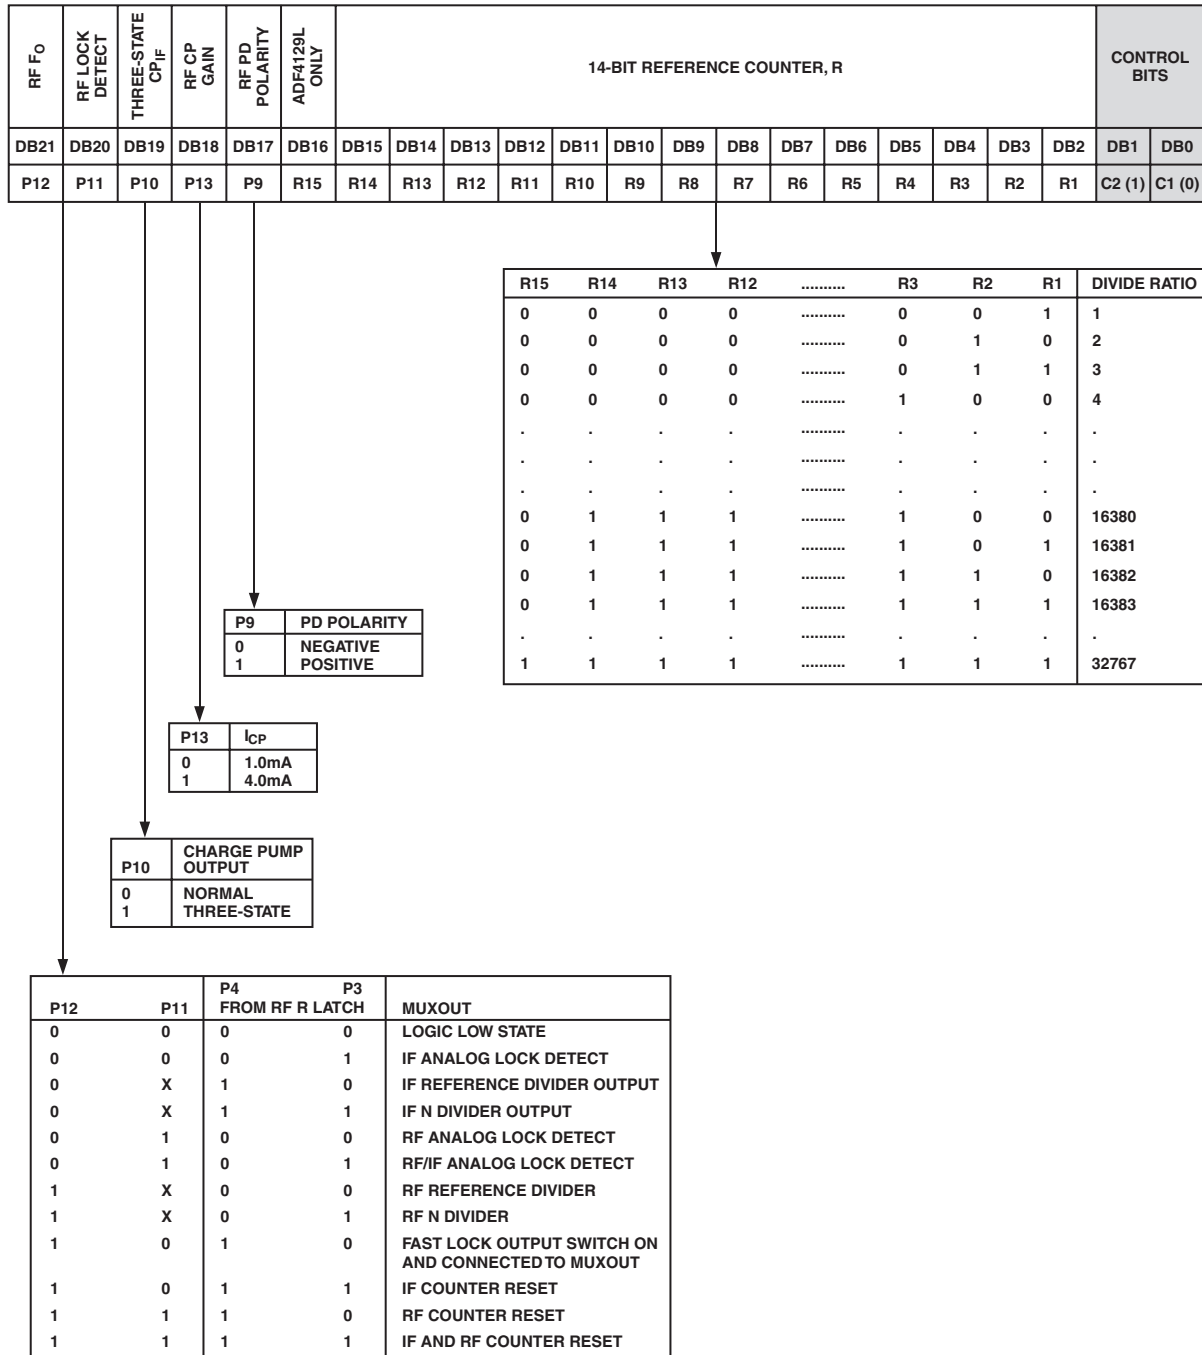 RF FO
RF LOCK DETECT
THREE-STATE CPIF
RF CP GAIN
RF PD POLARITY
ADF4129L ONLY
14-BIT REFERENCE COUNTER, R
CONTROL BITS
DB21 DB20 DB19 DB18 DB17 DB16 DB15 DB14 DB13 DB12 DB11 DB10 DB9 DB8 DB7 DB6 DB5 DB4 DB3 DB2 DB1 DB0
P12 P11 P10 P13 P9 R15 R14 R13 R12 R11 R10 R9 R8 R7 R6 R5 R4 R3 R2 R1 C2 (1) C1 (0)
R15 R14 R13 R12 .......... R3 R2 R1 DIVIDE RATIO
0 0 0 0 .......... 0 0 1 1
0 0 0 0 .......... 0 1 0 2
0 0 0 0 .......... 0 1 1 3
0 0 0 0 .......... 1 0 0 4
. . . . .......... . . . .
. . . . .......... . . . .
. . . . .......... . . . .
0 1 1 1 .......... 1 0 0 16380
0 1 1 1 .......... 1 0 1 16381
0 1 1 1 .......... 1 1 0 16382
0 1 1 1 .......... 1 1 1 16383
. . . . .......... . . . .
1 1 1 1 .......... 1 1 1 32767
P9 PD POLARITY
0 NEGATIVE
1 POSITIVE
P13 ICP
0 1.0mA
1 4.0mA
P10 CHARGE PUMP OUTPUT
0 NORMAL
1 THREE-STATE
P12 P11 P4 P3 FROM RF R LATCH MUXOUT
0 0 0 0 LOGIC LOW STATE
0 0 0 1 IF ANALOG LOCK DETECT
0 X 1 0 IF REFERENCE DIVIDER OUTPUT
0 X 1 1 IF N DIVIDER OUTPUT
0 1 0 0 RF ANALOG LOCK DETECT
0 1 0 1 RF/IF ANALOG LOCK DETECT
1 X 0 0 RF REFERENCE DIVIDER
1 X 0 1 RF N DIVIDER
1 0 1 0 FAST LOCK OUTPUT SWITCH ON
AND CONNECTED TO MUXOUT
1 0 1 1 IF COUNTER RESET
1 1 1 0 RF COUNTER RESET
1 1 1 1 IF AND RF COUNTER RESET